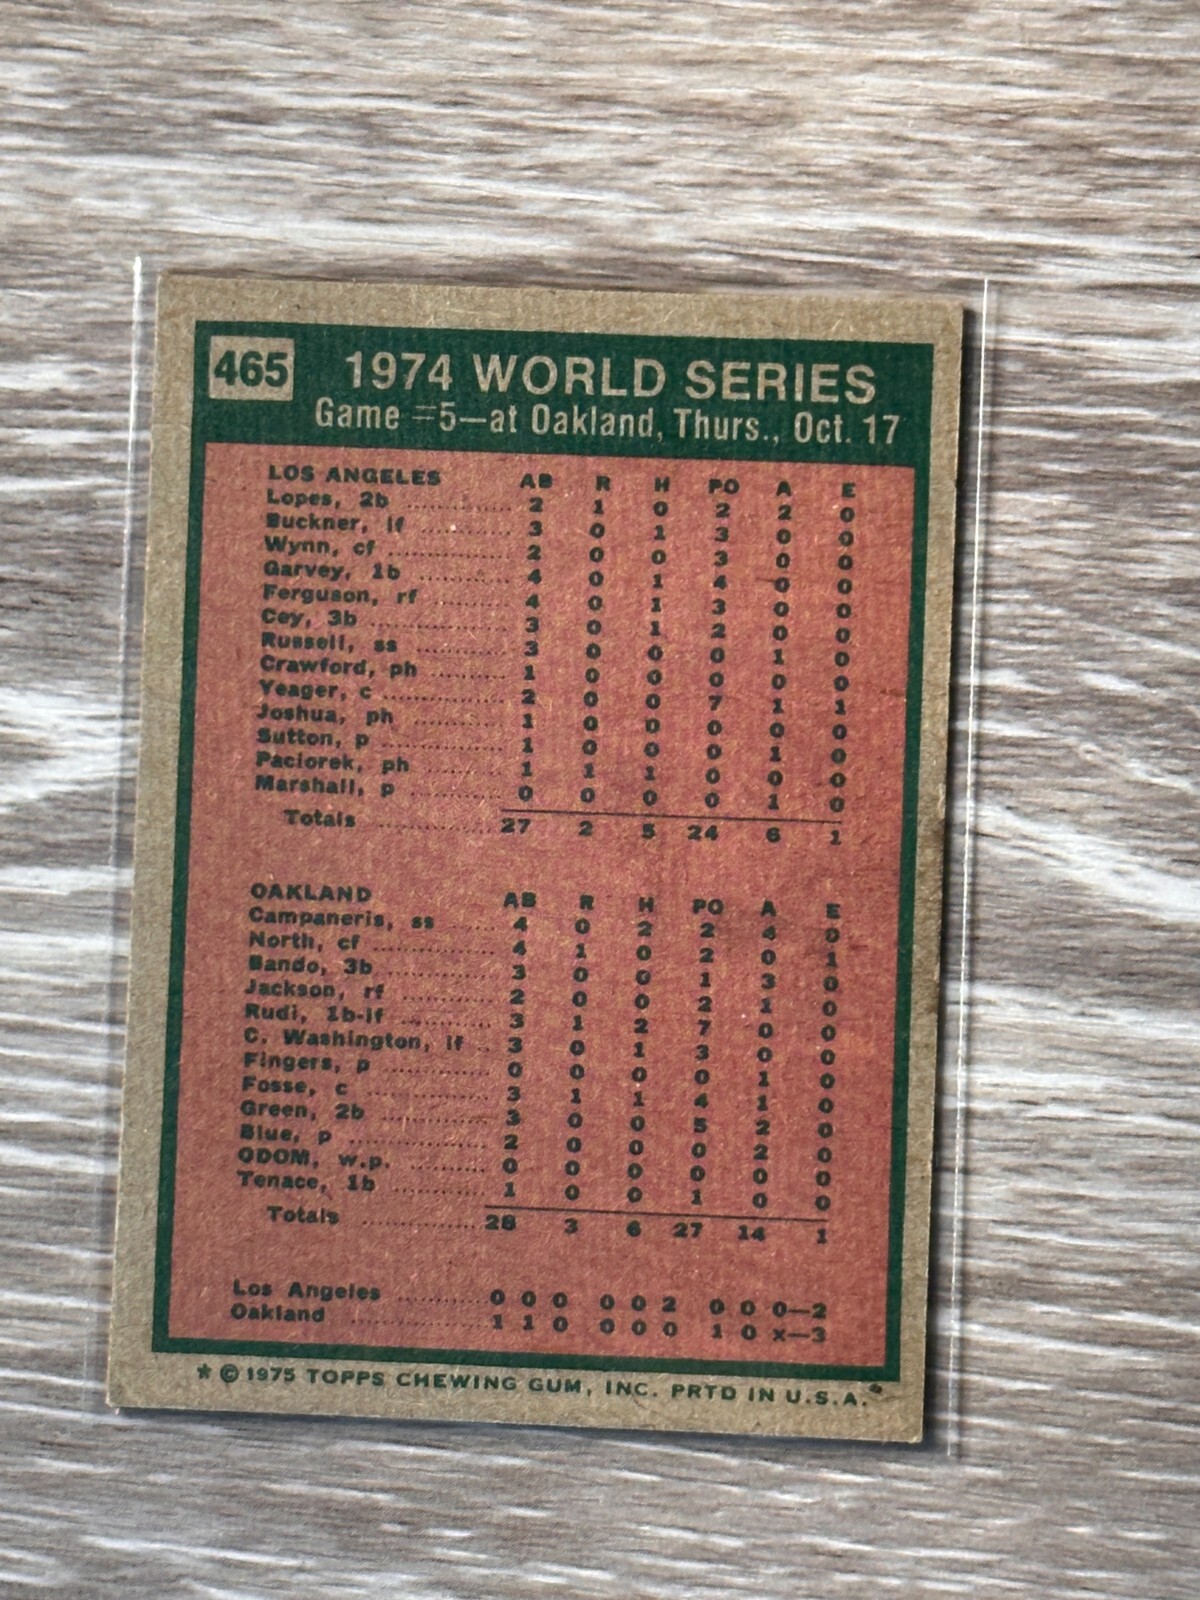 465 1974 WORLD SERIES
Game #5—at Oakland, Thurs., Oct. 17
LOS ANGELES AB R H PO A E
Lopes, 2b .......... 2 1 0 2 2 0
Buckner, lf .......... 3 0 1 3 0 0
Wynn, cf .......... 2 0 0 3 0 0
Garvey, 1b .......... 4 0 1 4 0 0
Ferguson, rf .......... 4 0 1 3 0 0
Cey, 3b .......... 3 0 1 2 0 0
Russell, ss .......... 3 0 0 0 1 0
Crawford, ph .......... 1 0 0 0 0 0
Yeager, c .......... 2 0 0 7 1 1
Joshua, ph .......... 1 0 0 0 0 0
Sutton, p .......... 1 0 0 0 1 0
Paciorek, ph .......... 1 1 1 0 0 0
Marshall, p .......... 0 0 0 0 1 0
Totals .......... 27 2 5 24 6 1
OAKLAND AB R H PO A E
Campaneris, ss ..... 4 0 2 2 4 0
North, cf .......... 4 1 0 2 0 1
Bando, 3b .......... 3 0 0 1 3 0
Jackson, rf .......... 2 0 0 2 1 0
Rudi, 1b-lf .......... 3 1 2 7 0 0
C. Washington, lf .. 3 0 1 3 0 0
Fingers, p .......... 0 0 0 0 1 0
Fosse, c .......... 3 1 1 4 1 0
Green, 2b .......... 3 0 0 5 2 0
Blue, p .......... 2 0 0 0 2 0
ODOM, w.p. .......... 0 0 0 0 0 0
Tenace, 1b .......... 1 0 0 1 0 0
Totals .......... 28 3 6 27 14 1
Los Angeles .......... 0 0 0 0 0 2 0 0 0—2
Oakland .......... 1 1 0 0 0 0 1 0 x—3
* © 1975 TOPPS CHEWING GUM, INC. PRTD IN U.S.A.